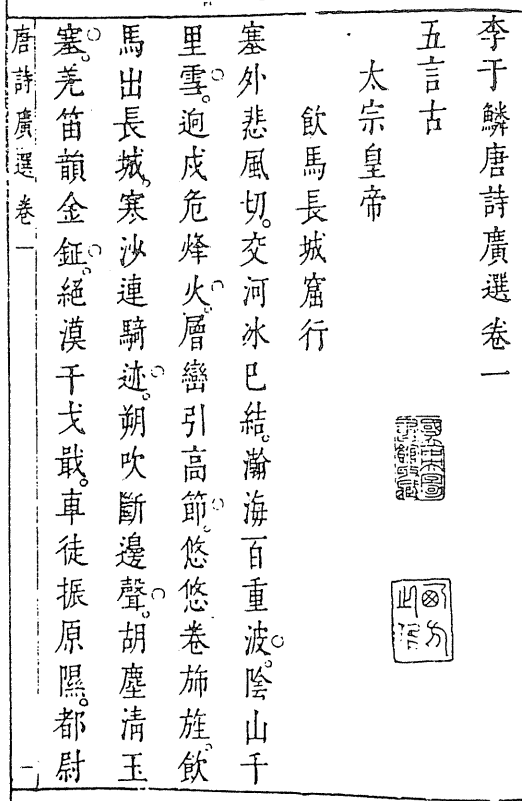 李于鱗唐詩廣選卷一
五言古
太宗皇帝
飲馬長城窟行
塞外悲風切。交河冰巳結。瀚海百重波。陰山千
里雪。迥戍危烽火。層巒引高節。悠悠卷斾旌。飲
馬出長城。寒沙連騎迹。朔吹斷邊聲。胡塵清玉
塞。羌笛韻金鉦。絕漠干戈戢。車徒振原隰。都尉
唐詩廣選 卷一 一